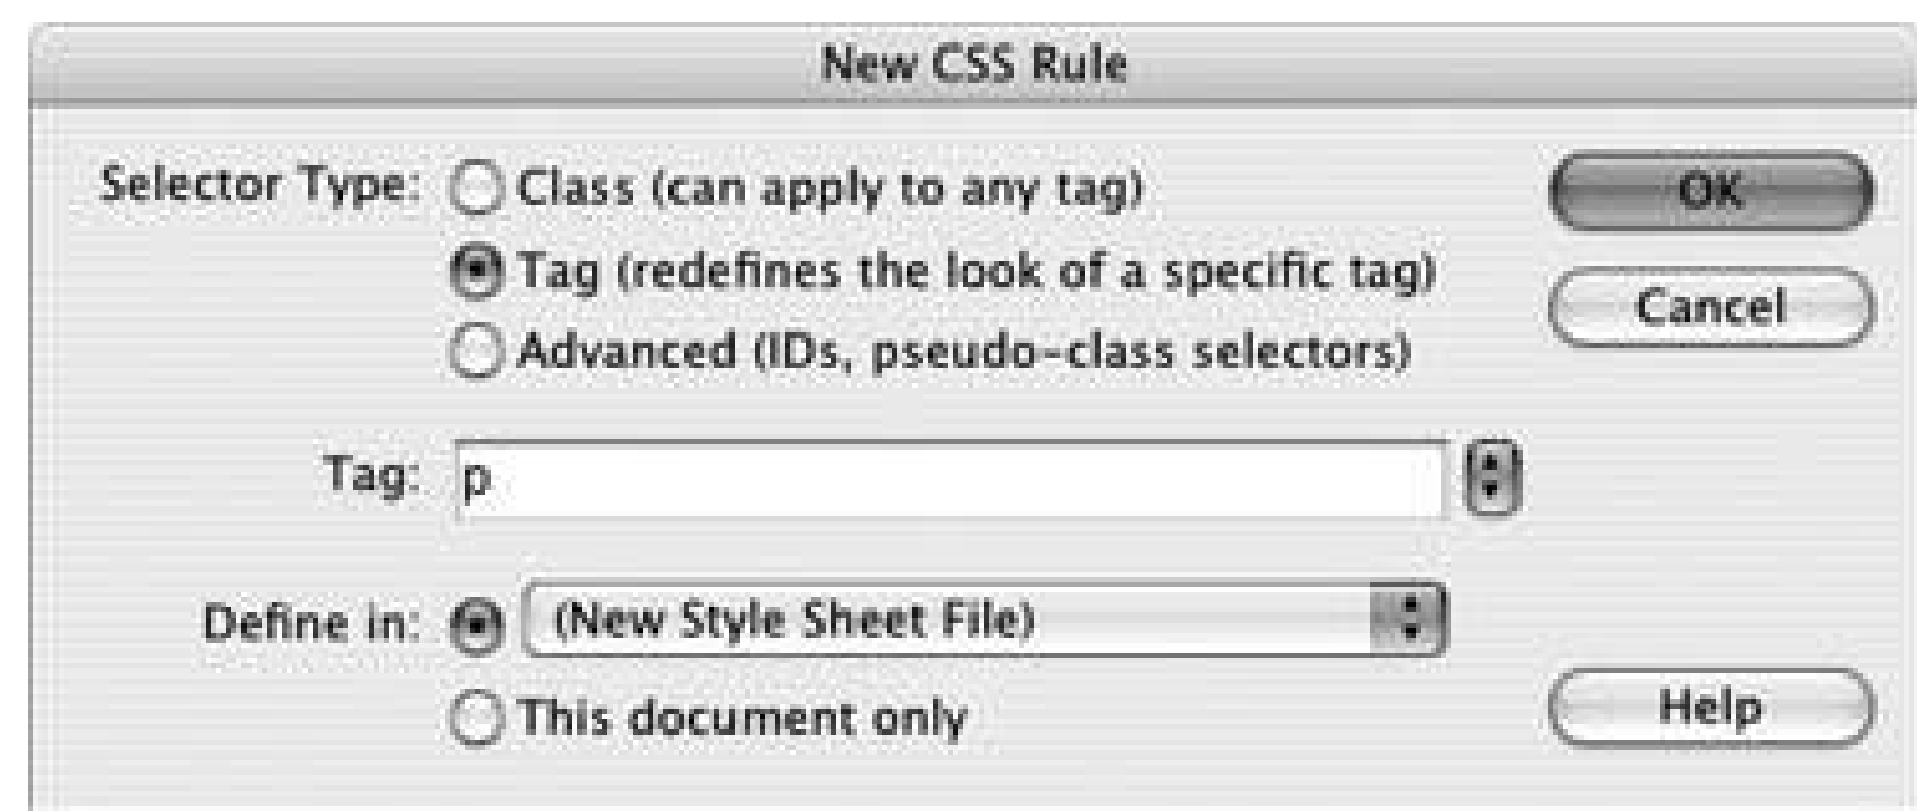 New CSS Rule
Selector Type: Class (can apply to any tag)
OK
Tag (redefines the look of a specific tag)
Cancel
Advanced (IDs, pseudo-class selectors)
Tag: p
Define in: (New Style Sheet File)
This document only
Help